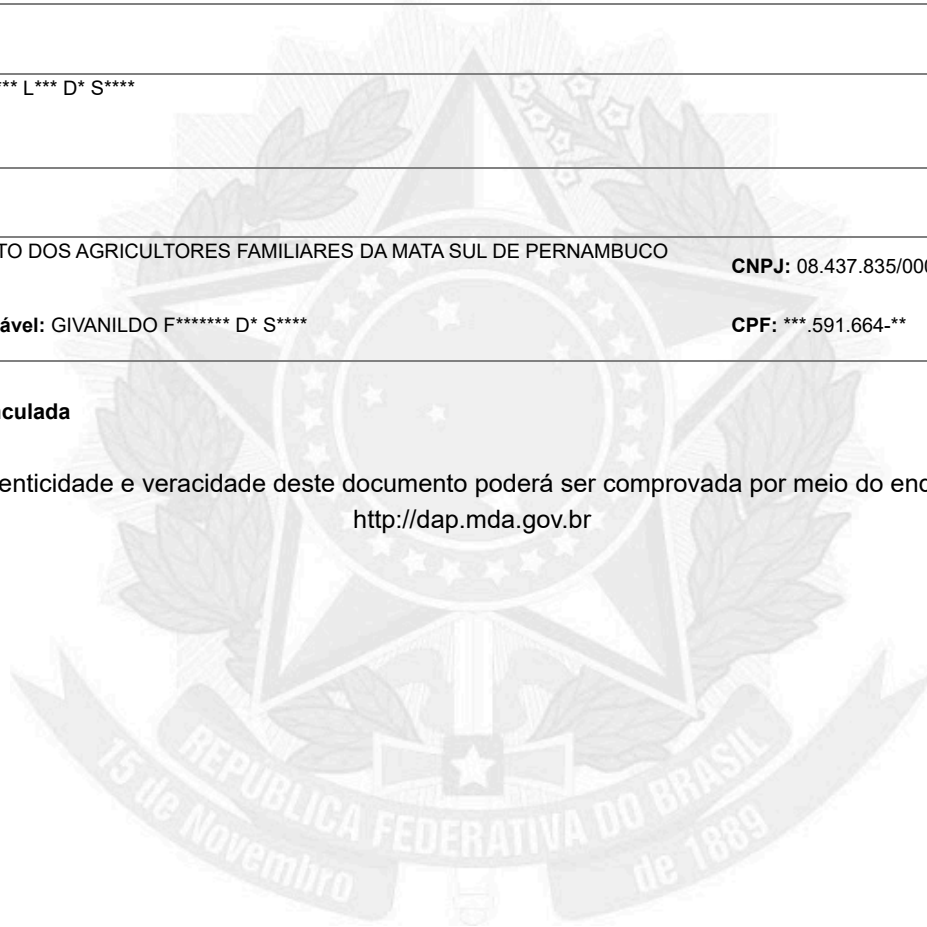 *** L*** D* S****
TO DOS AGRICULTORES FAMILIARES DA MATA SUL DE PERNAMBUCO
CNPJ: 08.437.835/000
ável: GIVANILDO F******* D* S****
CPF: ***.591.664-**
culada
enticidade e veracidade deste documento poderá ser comprovada por meio do end
http://dap.mda.gov.br
REPÚBLICA FEDERATIVA DO BRASIL
15 de Novembro
de 1889